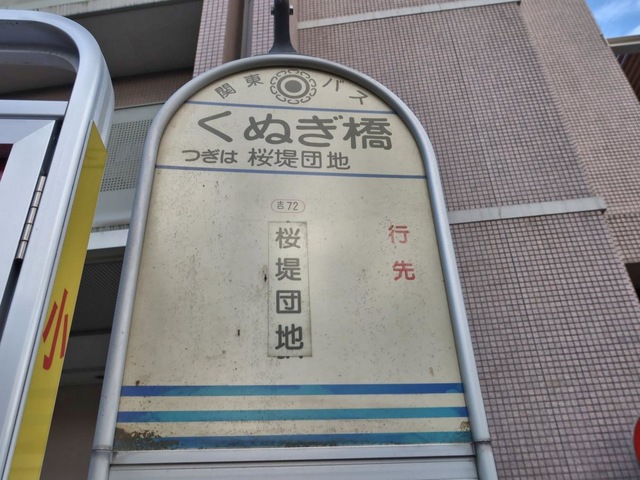 関東バス
くぬぎ橋
つぎは 桜堤団地
吉72
行先
桜堤団地
小